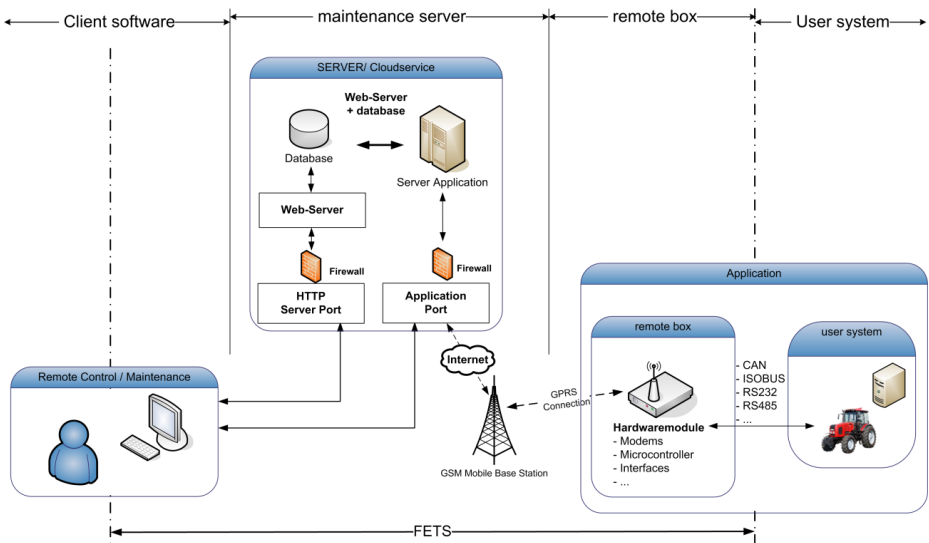 Client software
maintenance server
remote box
User system
SERVER/ Cloudservice
Web-Server
+ database
Database
Server Application
Web-Server
Firewall
Firewall
HTTP
Server Port
Application
Port
Internet
GPRS
Connection
GSM Mobile Base Station
Remote Control / Maintenance
Application
remote box
Hardwaremodule
- Modems
- Microcontroller
- Interfaces
- ...
- CAN
- ISOBUS
- RS232
- RS485
- ...
user system
FETS